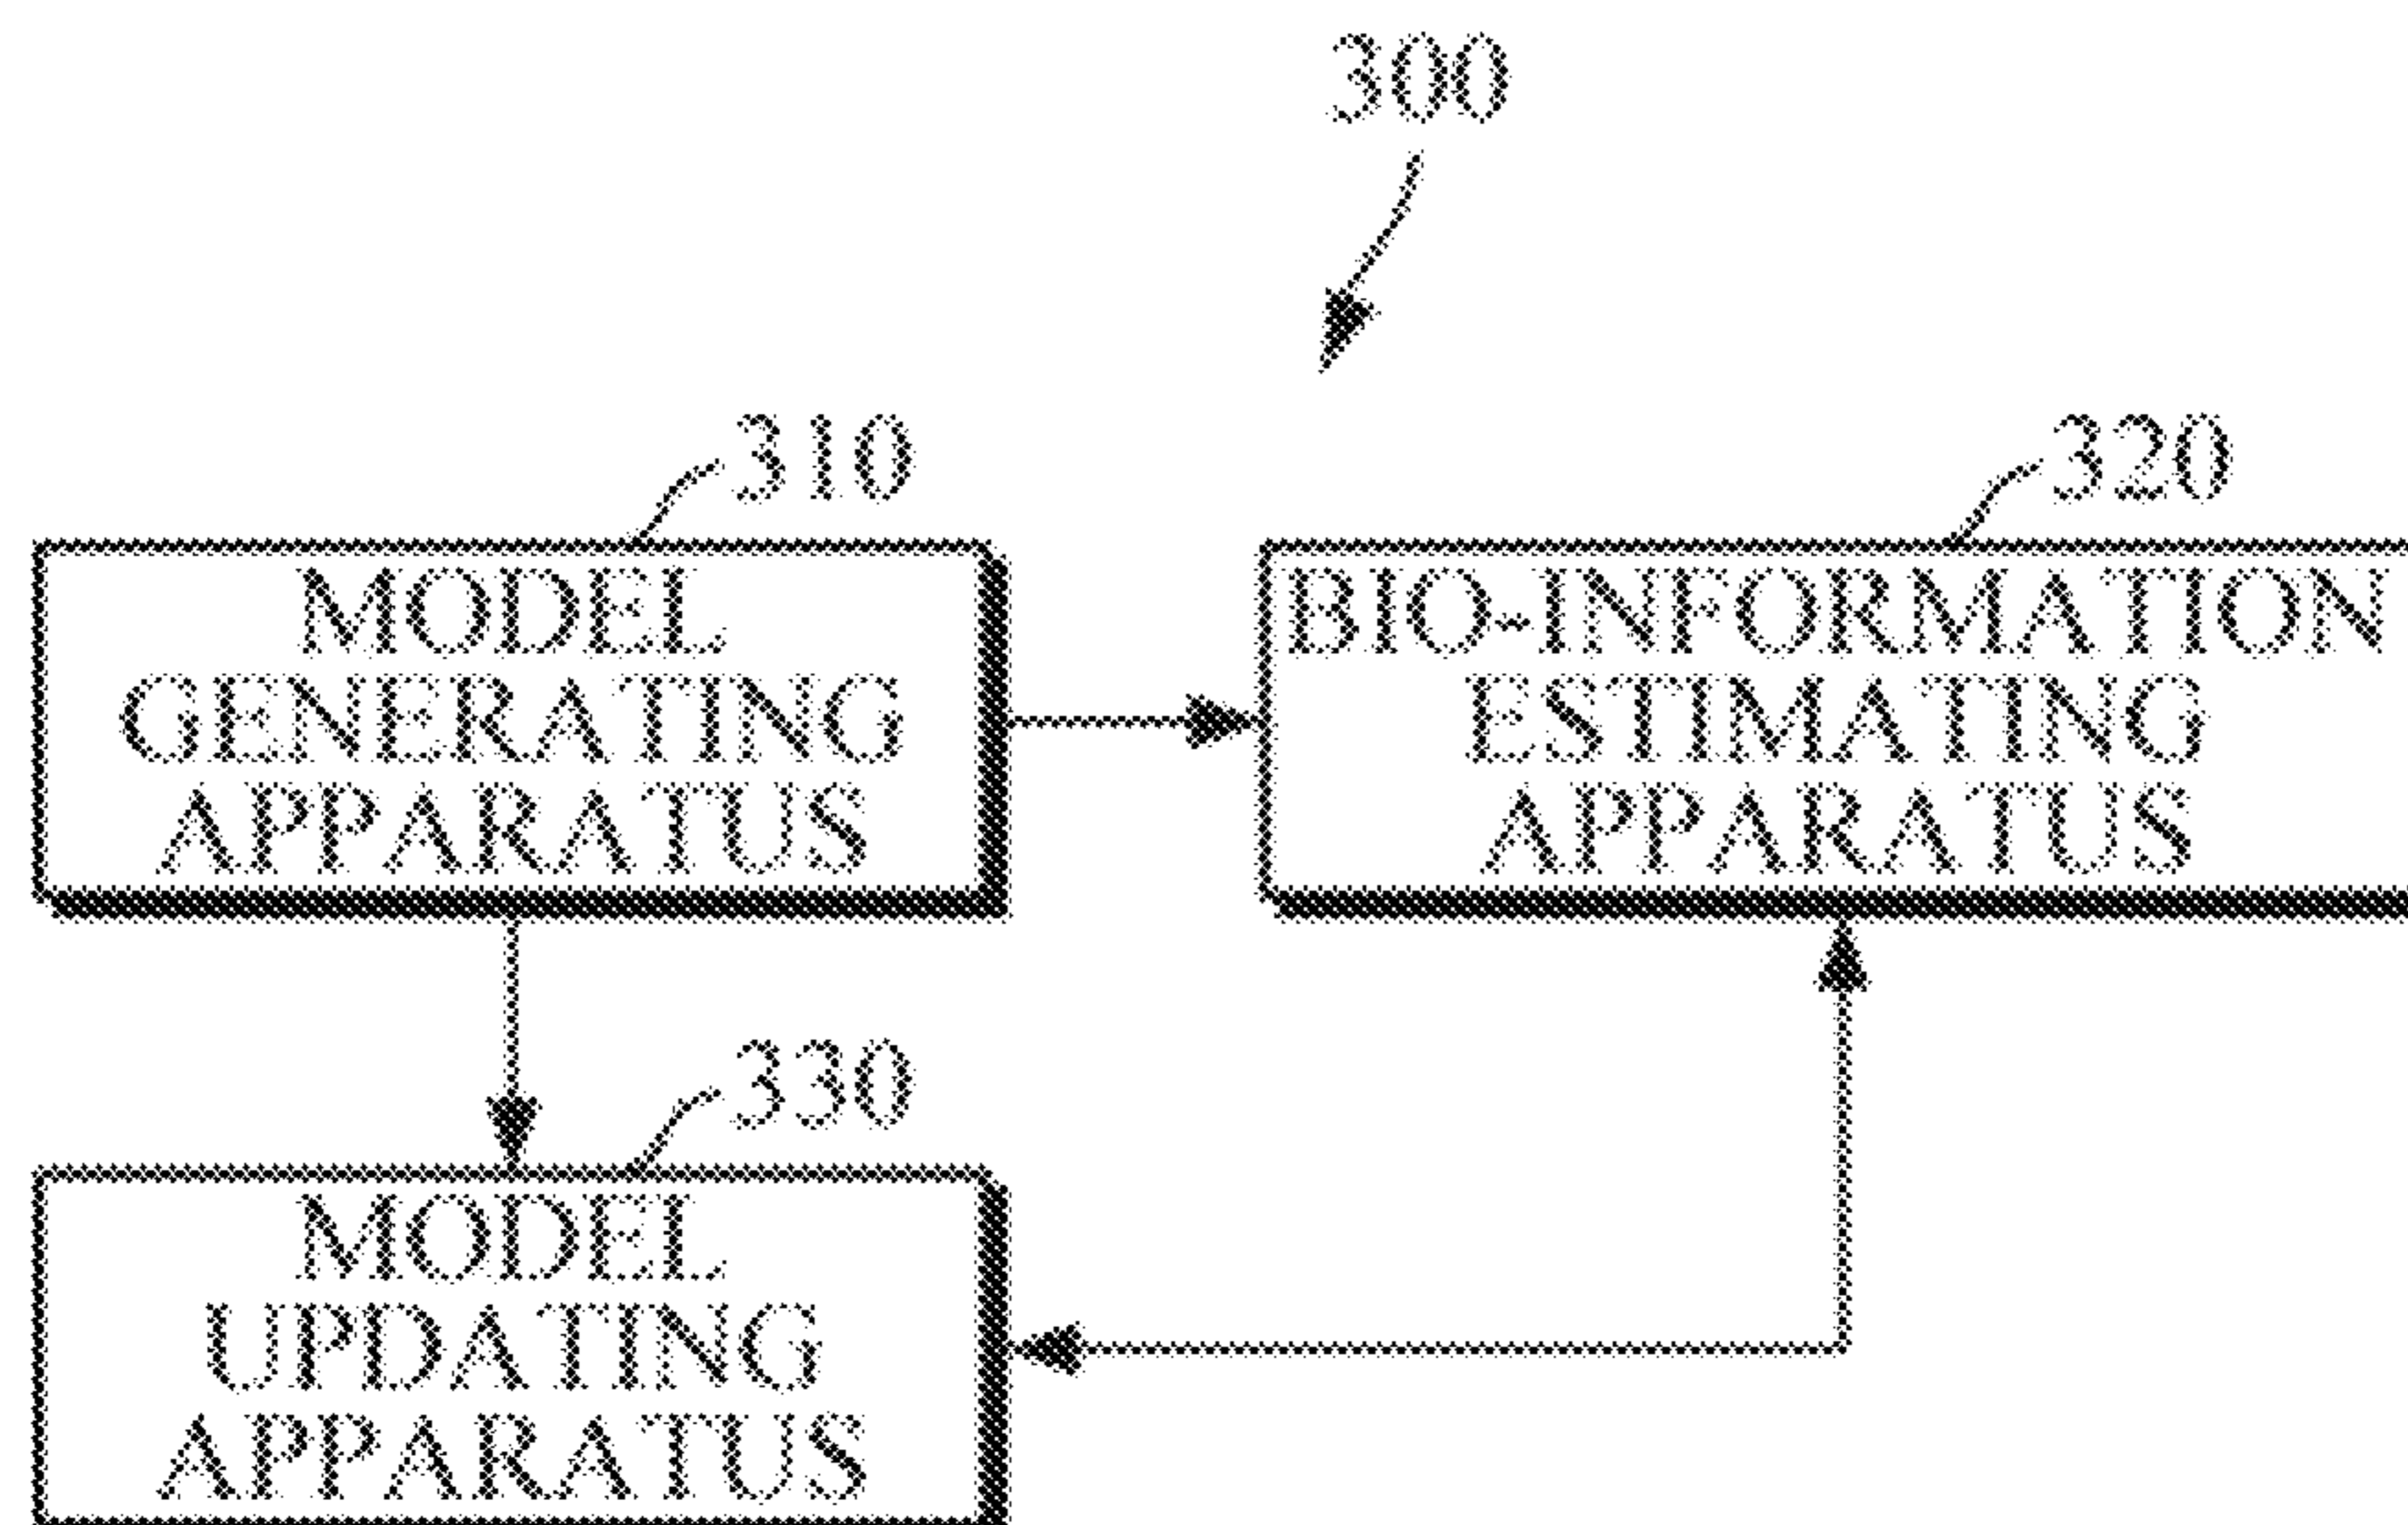 300
310
MODEL
GENERATING
APPARATUS
320
BIO-INFORMATION
ESTIMATING
APPARATUS
330
MODEL
UPDATING
APPARATUS